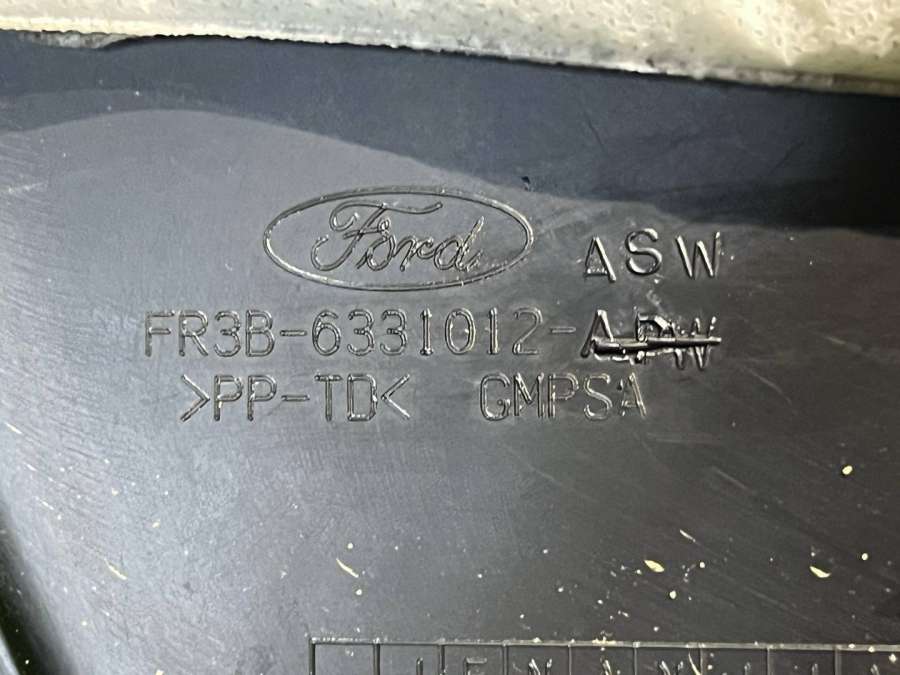 Ford ASW
FR3B-6331012-
>PP-TD< GMPSA